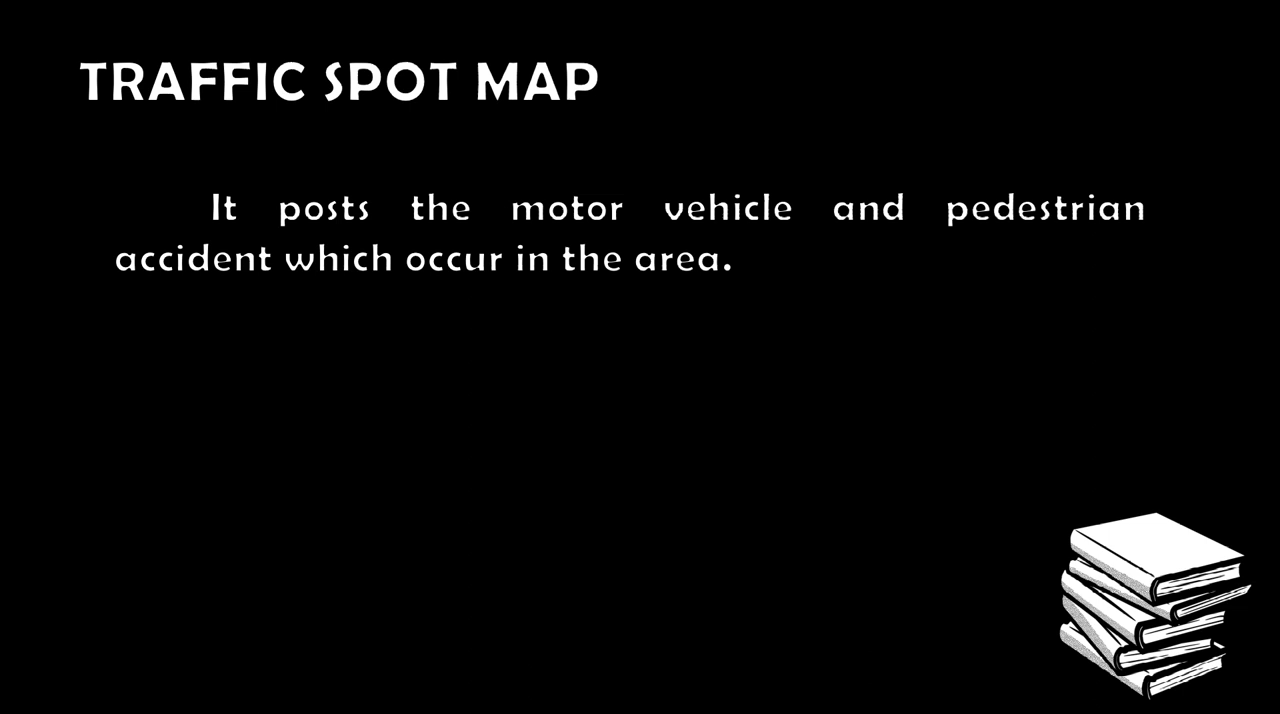 TRAFFIC SPOT MAP
It posts the motor vehicle and pedestrian
accident which occur in the area.